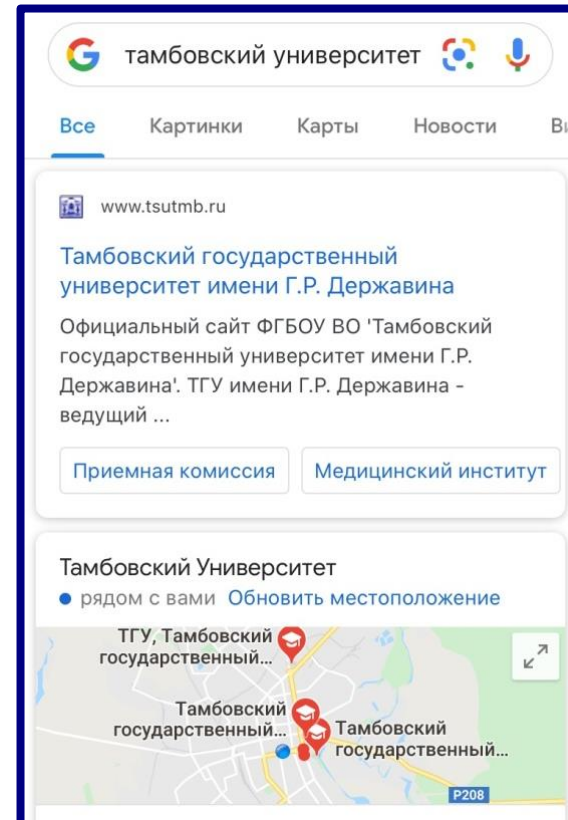 тамбовский университет
Все Картинки Карты Новости Ви
www.tsutmb.ru
Тамбовский государственный
университет имени Г.Р. Державина
Официальный сайт ФГБОУ ВО 'Тамбовский
государственный университет имени Г.Р.
Державина'. ТГУ имени Г.Р. Державина -
ведущий ...
Приемная комиссия Медицинский институт
Тамбовский Университет
рядом с вами Обновить местоположение
ТГУ, Тамбовский
государственный...
Тамбовский
государственный...
Тамбовский
государственный...
Р208